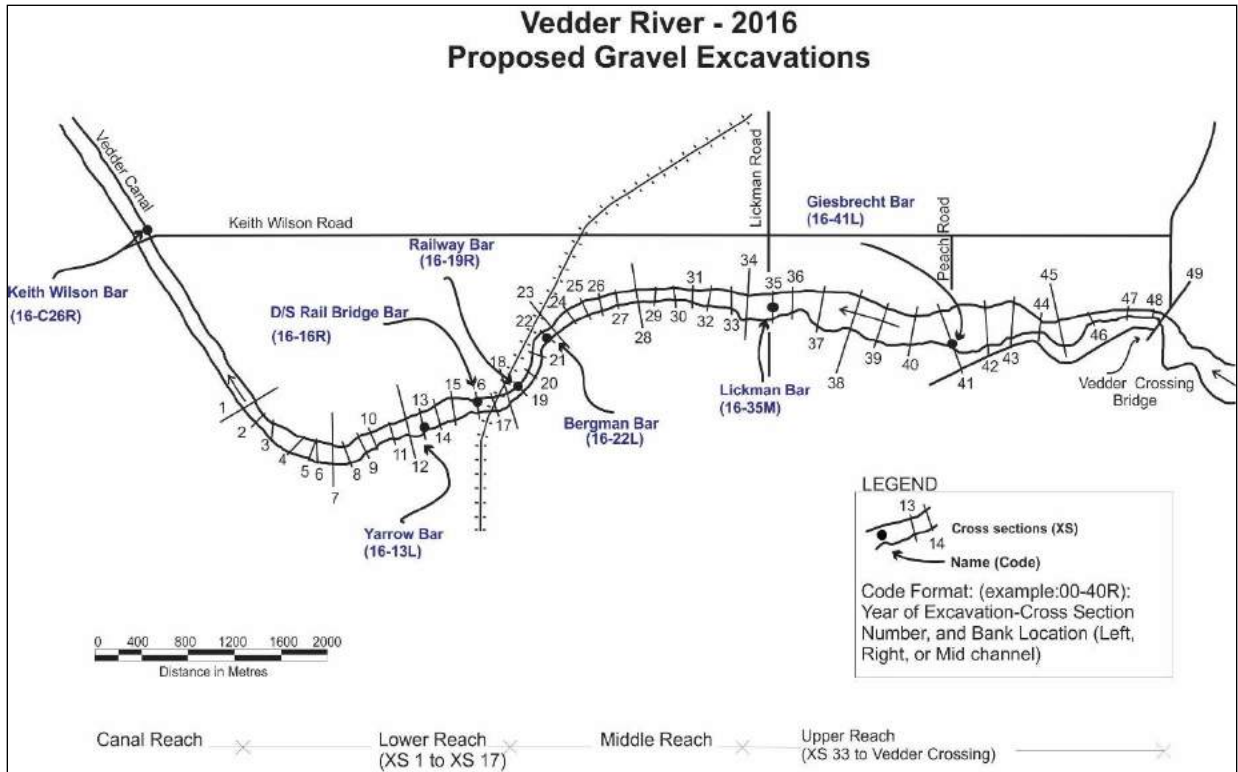 Vedder River - 2016
Proposed Gravel Excavations
Vedder Canal
Keith Wilson Road
Lickman Road
Peach Road
Giesbrecht Bar
(16-41L)
Railway Bar
(16-19R)
Keith Wilson Bar
(16-C26R)
D/S Rail Bridge Bar
(16-16R)
Bergman Bar
(16-22L)
Lickman Bar
(16-35M)
Yarrow Bar
(16-13L)
Vedder Crossing
Bridge
1
2
3
4
5
6
7
8
9
10
11
12
13
14
15
6
17
18
19
20
21
22
23
24
25
26
27
28
29
30
31
32
33
34
35
36
37
38
39
40
41
42
43
44
45
46
47
48
49
LEGEND
13
14
Cross sections (XS)
Name (Code)
Code Format: (example:00-40R):
Year of Excavation-Cross Section
Number, and Bank Location (Left,
Right, or Mid channel)
0 400 800 1200 1600 2000
Distance in Metres
Canal Reach
Lower Reach
(XS 1 to XS 17)
Middle Reach
Upper Reach
(XS 33 to Vedder Crossing)